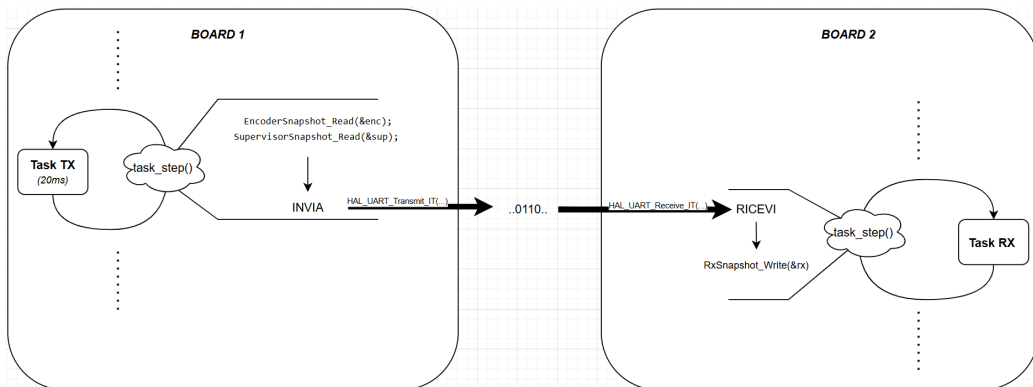 BOARD 1
Task TX
(20ms)
task_step()
EncoderSnapshot_Read(&enc);
SupervisorSnapshot_Read(&sup);
INVIA
HAL_UART_Transmit_IT(...)
..0110..
BOARD 2
HAL_UART_Receive_IT(...)
RICEVI
RxSnapshot_Write(&rx)
task_step()
Task RX